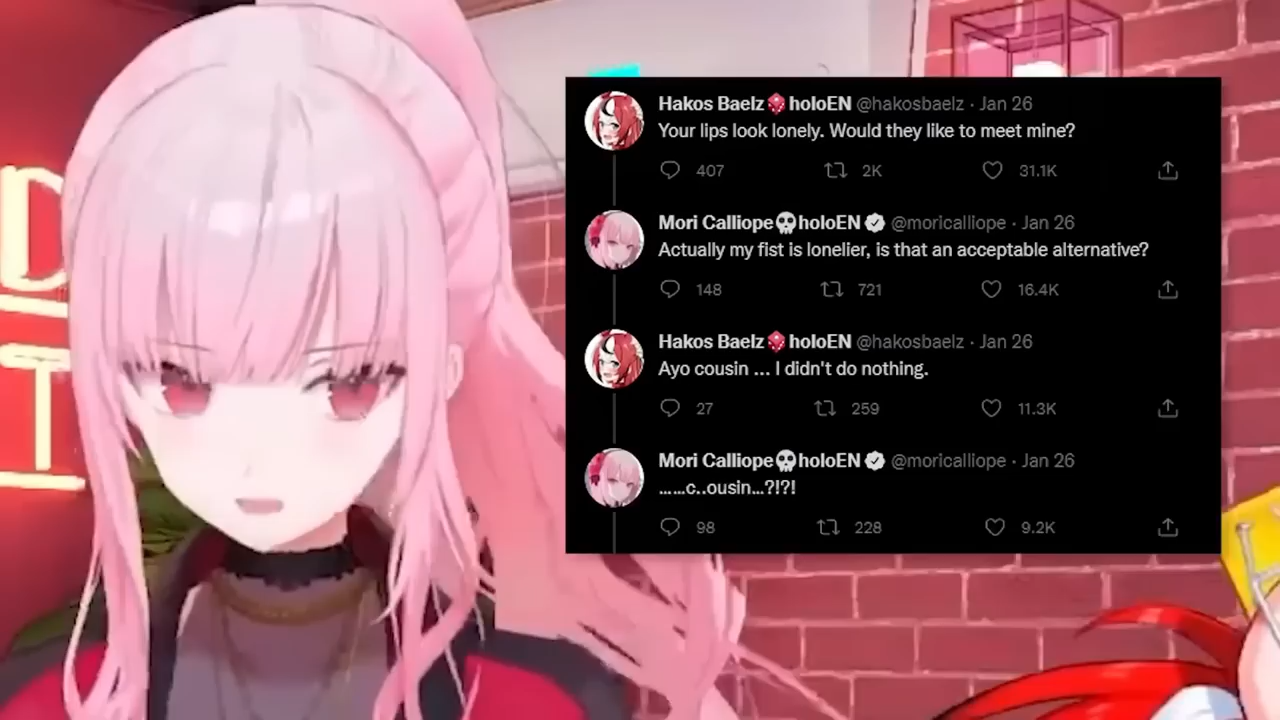 D
T
Hakos Baelz🎲holoEN @hakosbaelz · Jan 26
Your lips look lonely. Would they like to meet mine?
407 2K 31.1K
Mori Calliope💀holoEN @moricalliope · Jan 26
Actually my fist is lonelier, is that an acceptable alternative?
148 721 16.4K
Hakos Baelz🎲holoEN @hakosbaelz · Jan 26
Ayo cousin ... I didn't do nothing.
27 259 11.3K
Mori Calliope💀holoEN @moricalliope · Jan 26
......c..ousin...?!?!
98 228 9.2K